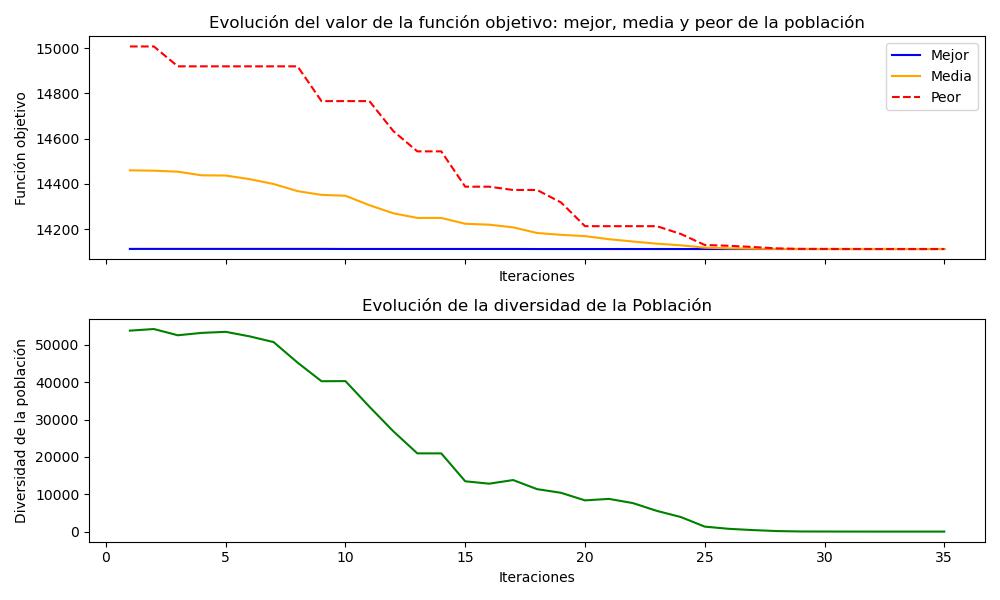 Evolución del valor de la función objetivo: mejor, media y peor de la población
15000
14800
14600
14400
14200
Función objetivo
Mejor
Media
Peor
Iteraciones
Evolución de la diversidad de la Población
50000
40000
30000
20000
10000
0
Diversidad de la población
0 5 10 15 20 25 30 35
Iteraciones